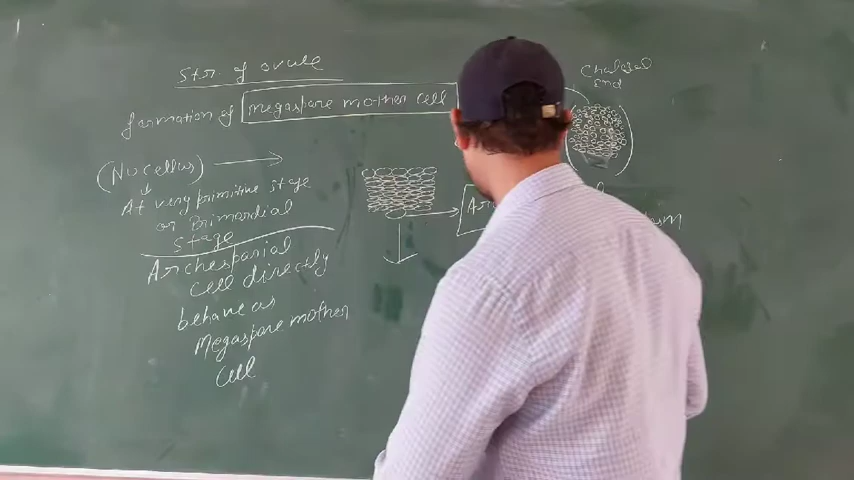 Str. of ovule
Chalazal
End
formation of megaspore mother cell
(Nucellus)
At very primitive stage
or Primordial
stage
Archesporial
cell directly
behave as
Megaspore mother
cell